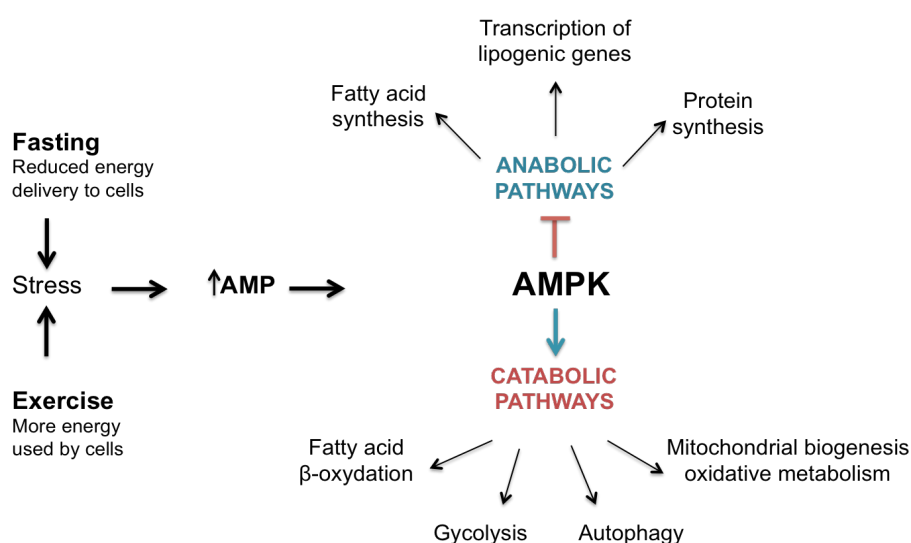 Transcription of
lipogenic genes
Fatty acid
synthesis
Protein
synthesis
Fasting
Reduced energy
delivery to cells
ANABOLIC
PATHWAYS
Stress
↑AMP
AMPK
CATABOLIC
PATHWAYS
Exercise
More energy
used by cells
Fatty acid
β-oxydation
Mitochondrial biogenesis
oxidative metabolism
Gycolysis
Autophagy